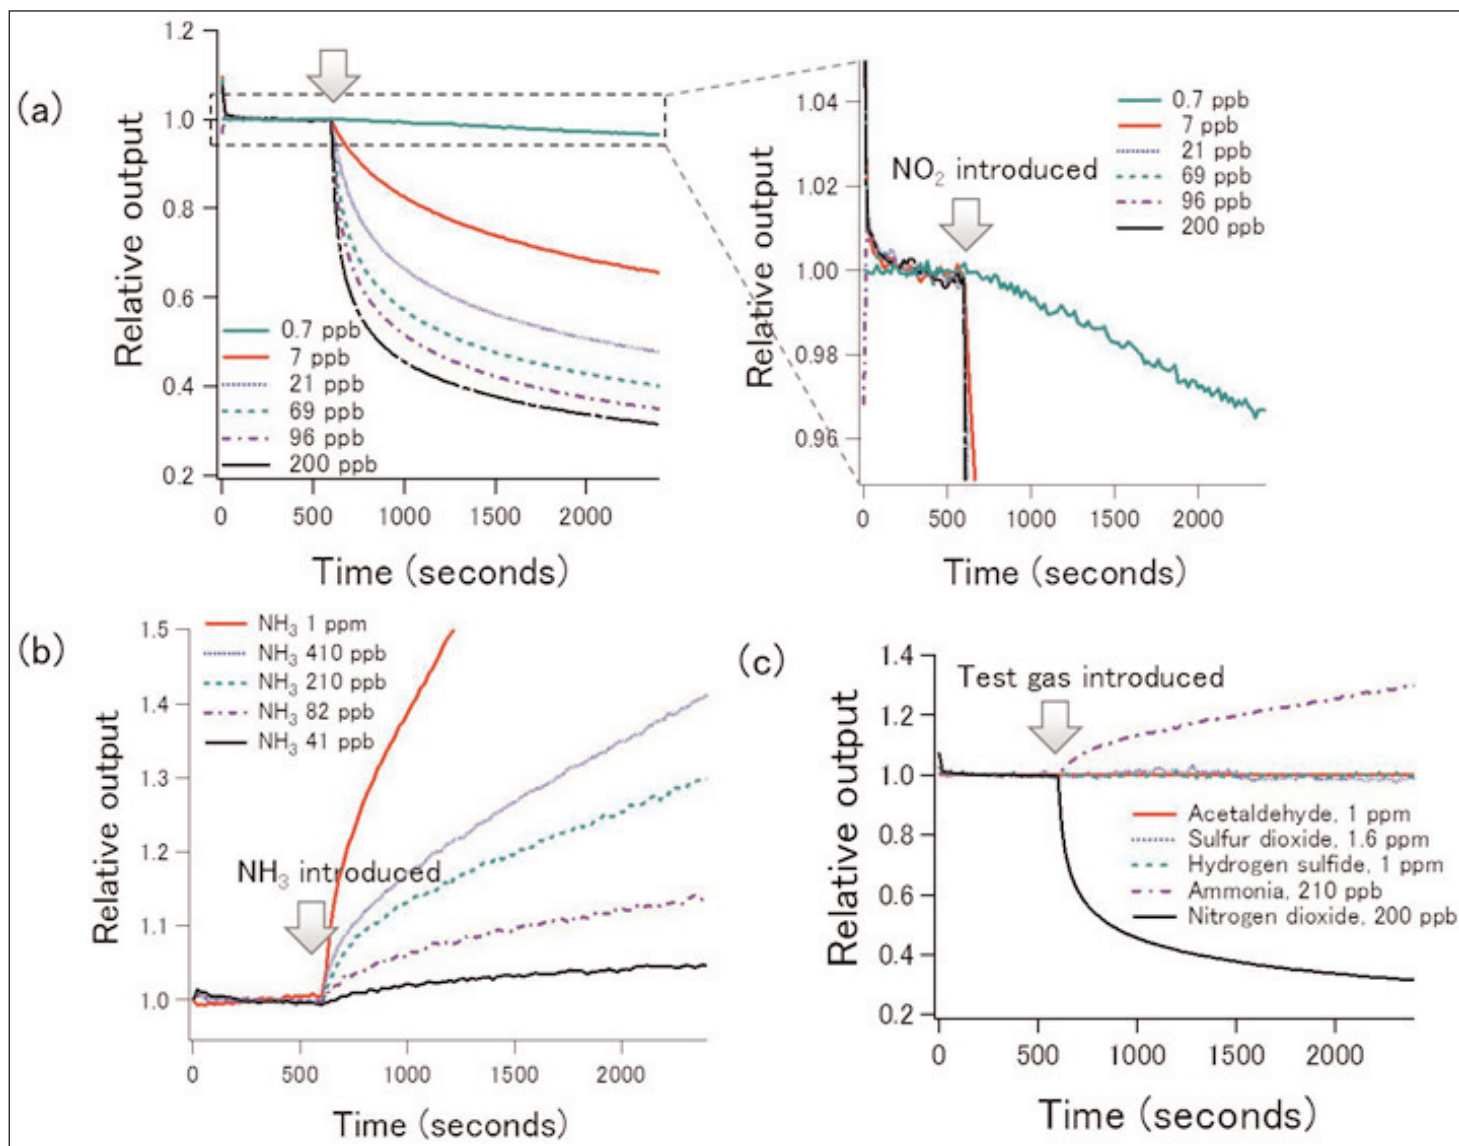 (a)
Relative output
1.2
1.0
0.8
0.6
0.4
0.2
0.7 ppb
7 ppb
21 ppb
69 ppb
96 ppb
200 ppb
0 500 1000 1500 2000
Time (seconds)
Relative output
1.04
1.02
1.00
0.98
0.96
0.7 ppb
7 ppb
21 ppb
69 ppb
96 ppb
200 ppb
NO2 introduced
0 500 1000 1500 2000
Time (seconds)
(b)
Relative output
1.5
1.4
1.3
1.2
1.1
1.0
NH3 1 ppm
NH3 410 ppb
NH3 210 ppb
NH3 82 ppb
NH3 41 ppb
NH3 introduced
0 500 1000 1500 2000
Time (seconds)
(c)
Relative output
1.4
1.2
1.0
0.8
0.6
0.4
0.2
Test gas introduced
Acetaldehyde, 1 ppm
Sulfur dioxide, 1.6 ppm
Hydrogen sulfide, 1 ppm
Ammonia, 210 ppb
Nitrogen dioxide, 200 ppb
0 500 1000 1500 2000
Time (seconds)